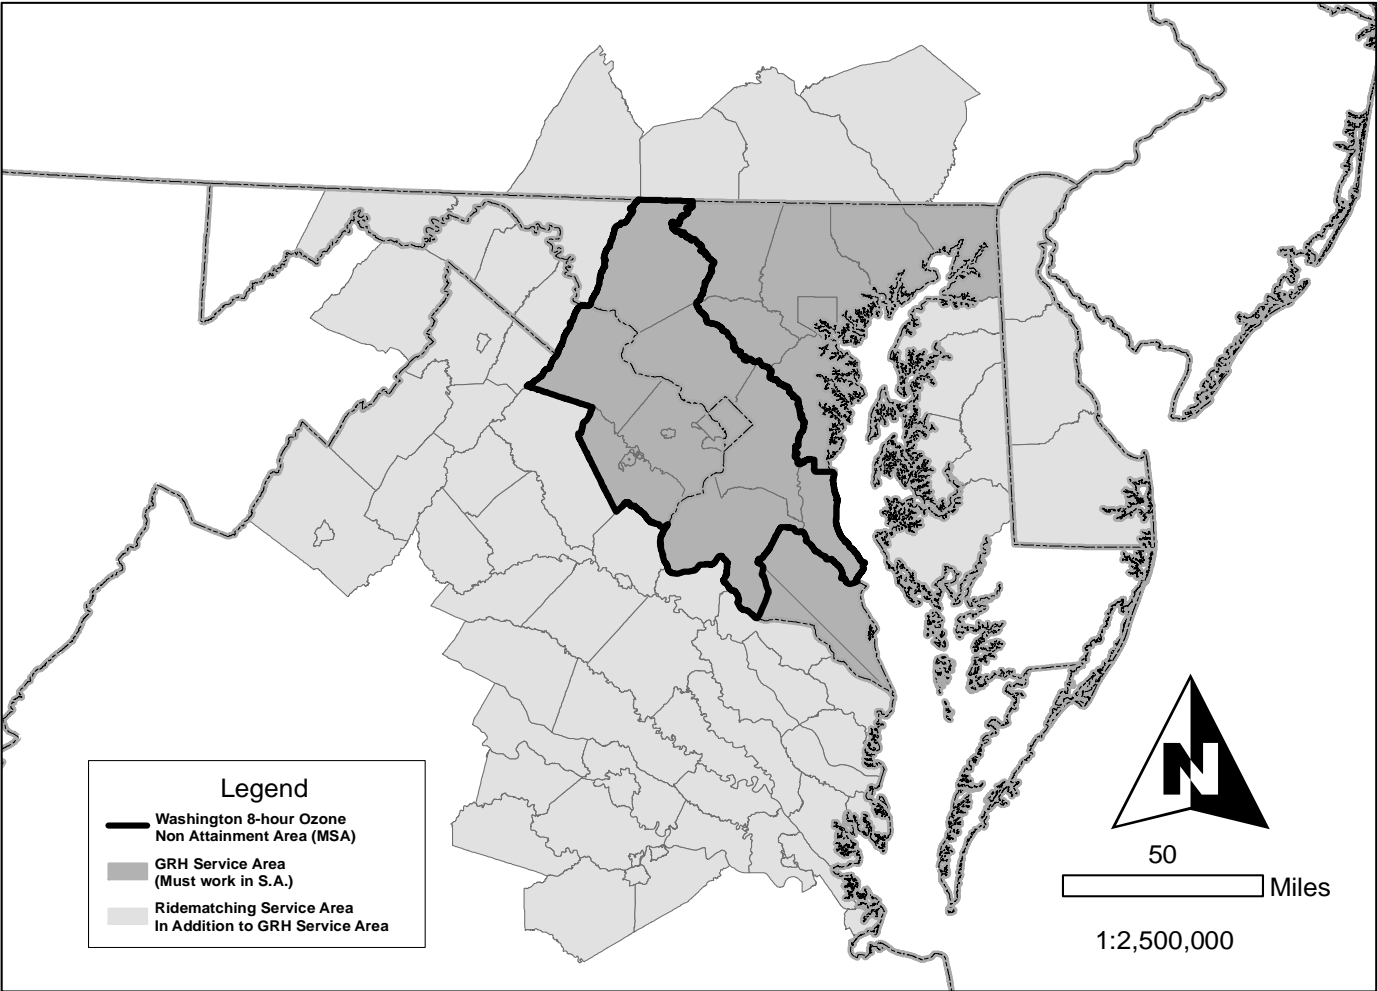 Legend
Washington 8-hour Ozone
Non Attainment Area (MSA)
GRH Service Area
(Must work in S.A.)
Ridematching Service Area
In Addition to GRH Service Area
N
50
Miles
1:2,500,000